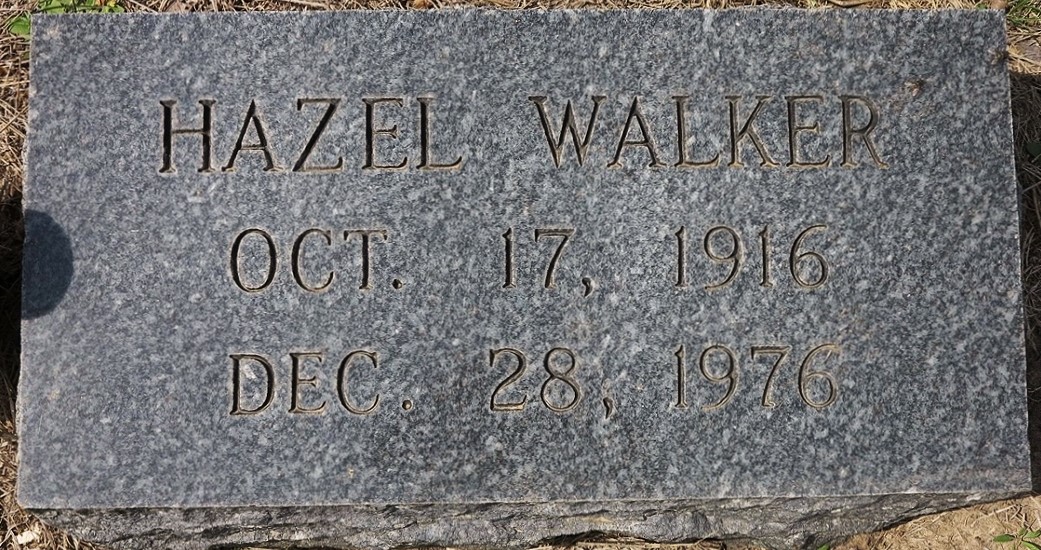 HAZEL WALKER
OCT. 17, 1916
DEC. 28, 1976